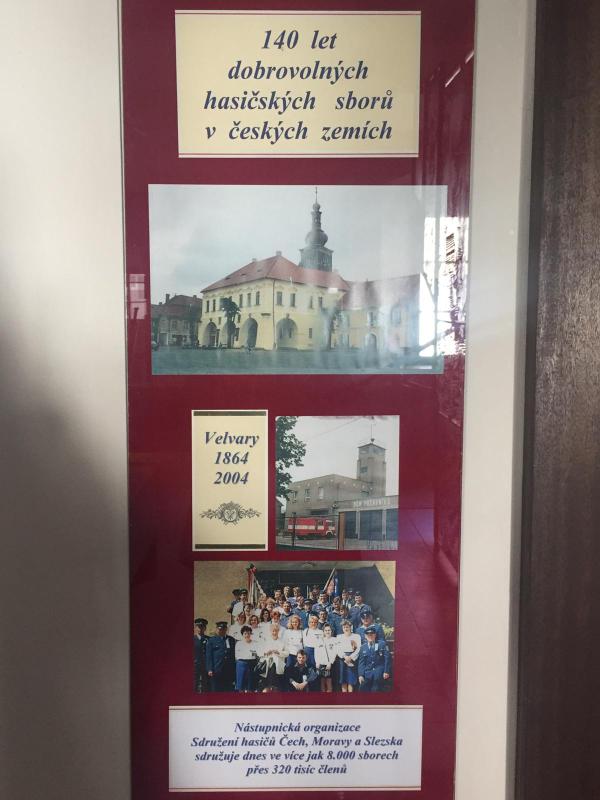 140 let
dobrovolných
hasičských sborů
v českých zemích
Velvary
1864
2004
Nástupnická organizace
Sdružení hasičů Čech, Moravy a Slezska
sdružuje dnes ve více jak 8.000 sborech
přes 320 tisíc členů